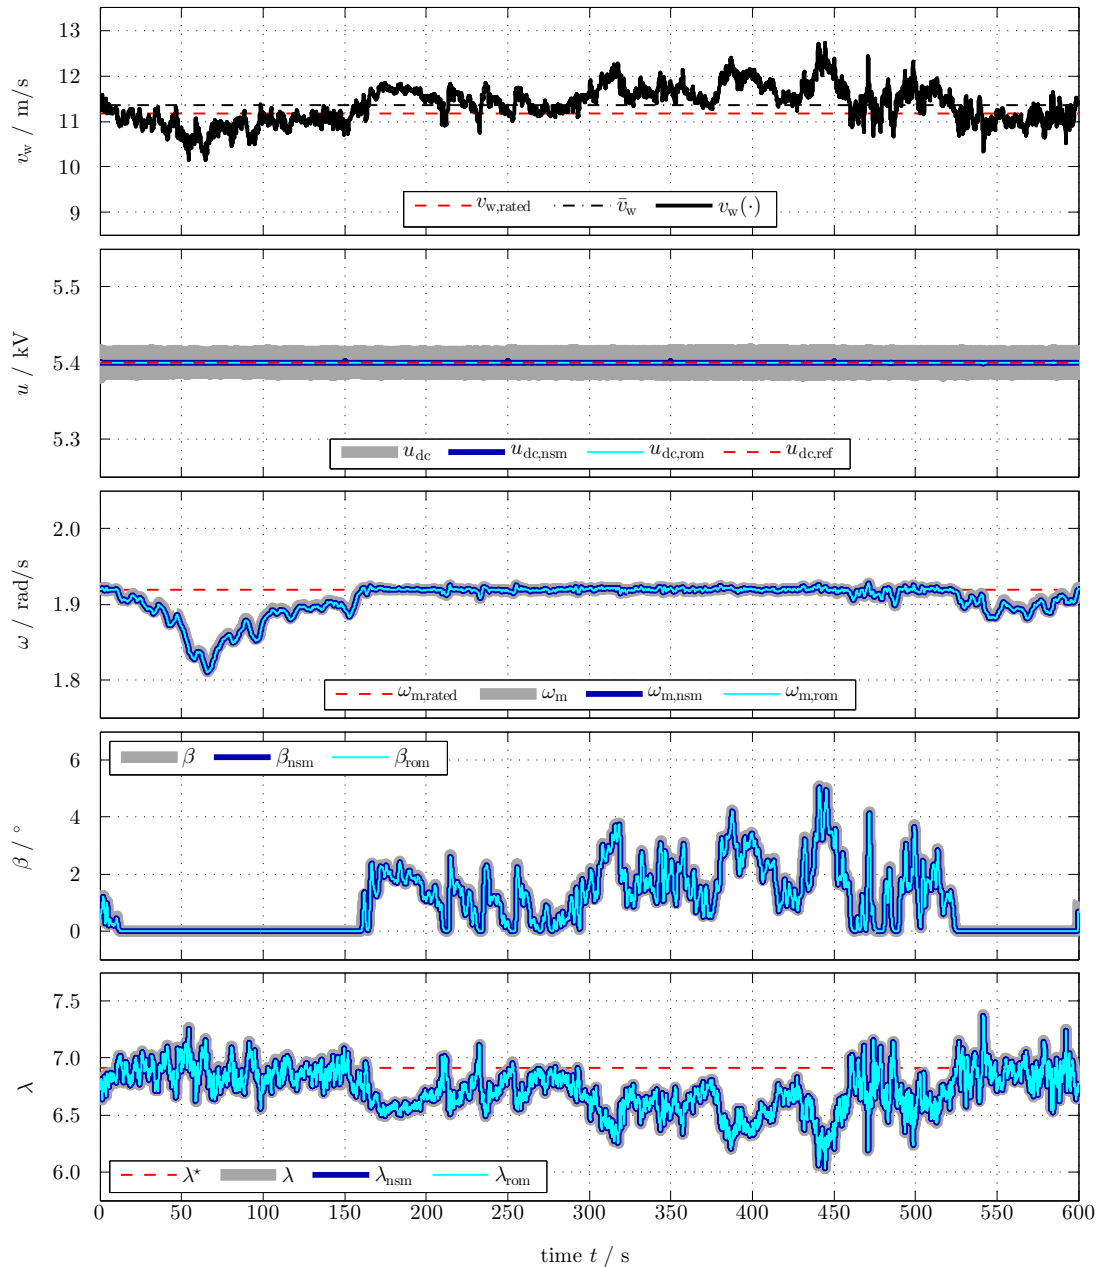 13
12
11
10
9
v_w / m/s
v_w,rated v̄_w v_w(·)
5.5
5.4
5.3
u / kV
u_dc u_dc,nsm u_dc,rom u_dc,ref
2.0
1.9
1.8
ω / rad/s
ω_m,rated ω_m ω_m,nsm ω_m,rom
6
4
2
0
β / °
β β_nsm β_rom
7.5
7.0
6.5
6.0
λ
λ⋆ λ λ_nsm λ_rom
0 50 100 150 200 250 300 350 400 450 500 550 600
time t / s